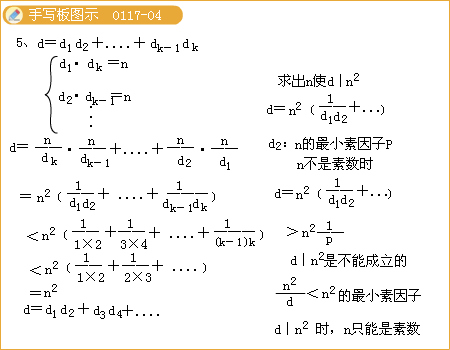 手写板图示 0117-04
5、d=d₁d₂+....+dₖ₋₁dₖ
d₁·dₖ=n
d₂·dₖ₋₁=n
⋮
d=n/dₖ·n/dₖ₋₁+....+n/d₂·n/d₁
=n²(1/d₁d₂+....+1/dₖ₋₁dₖ)
<n²(1/1×2+1/3×4+....+1/(k-1)k)
<n²(1/1×2+1/2×3+....)
=n²
d=d₁d₂+d₃d₄+....
求出n使d|n²
d=n²(1/d₁d₂+...)
d₂:n的最小素因子P
n不是素数时
d=n²(1/d₁d₂+...)
>n²1/p
d|n²是不能成立的
n²/d<n²的最小素因子
d|n²时,n只能是素数